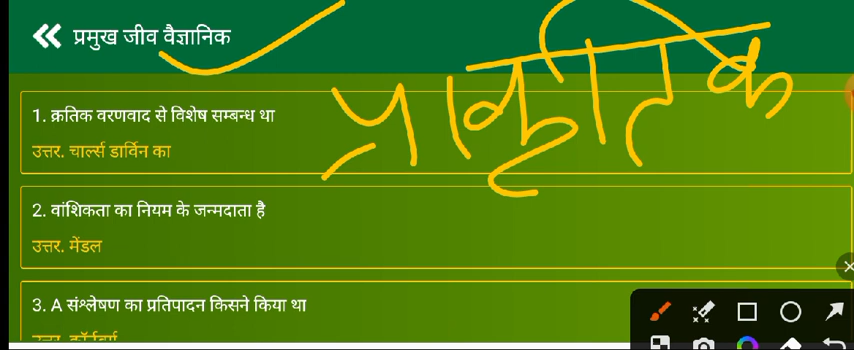 प्रमुख जीव वैज्ञानिक
प्राकृतिक
1. क्रतिक वरणवाद से विशेष सम्बन्ध था
उत्तर. चार्ल्स डार्विन का
2. वांशिकता का नियम के जन्मदाता है
उत्तर. मेंडल
3. A संश्लेषण का प्रतिपादन किसने किया था